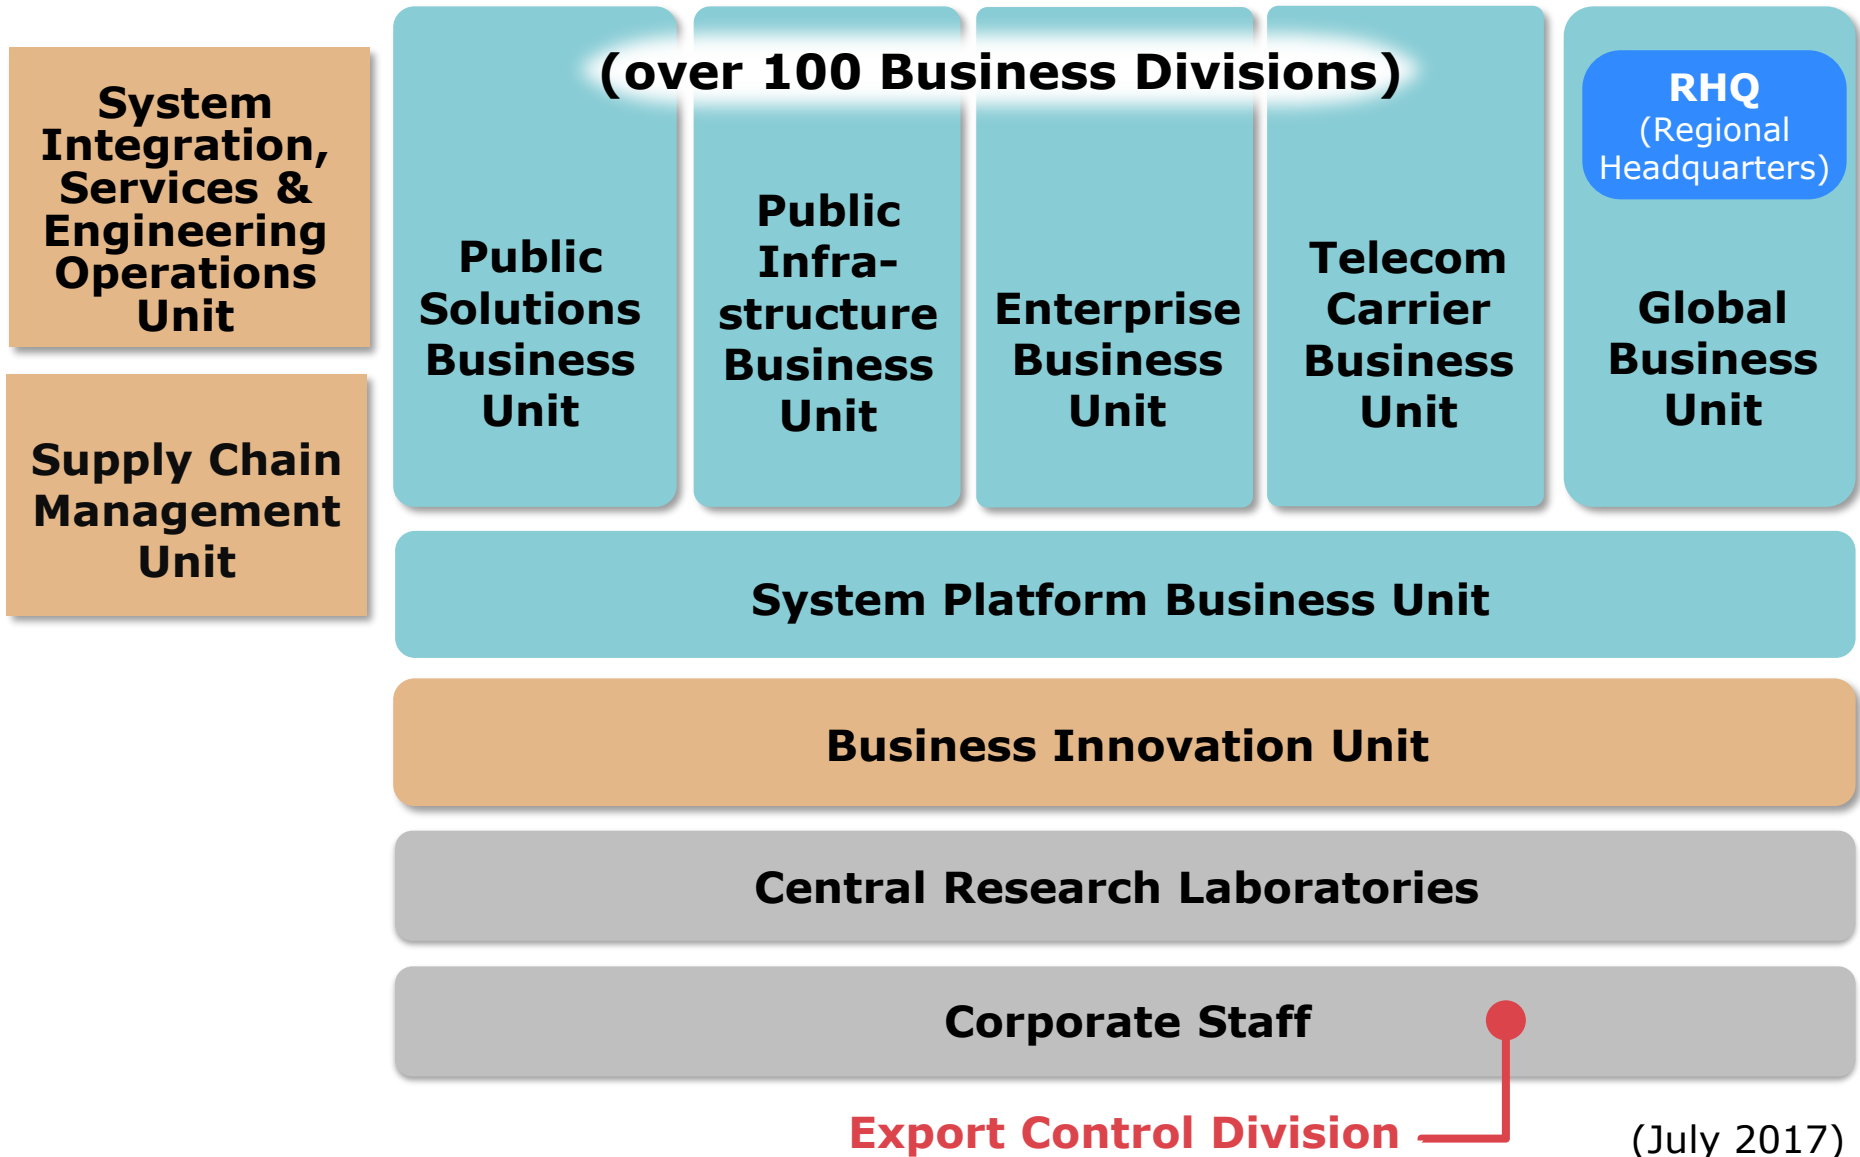 System
Integration,
Services &
Engineering
Operations
Unit
Supply Chain
Management
Unit
(over 100 Business Divisions)
Public
Solutions
Business
Unit
Public
Infra-
structure
Business
Unit
Enterprise
Business
Unit
Telecom
Carrier
Business
Unit
RHQ
(Regional
Headquarters)
Global
Business
Unit
System Platform Business Unit
Business Innovation Unit
Central Research Laboratories
Corporate Staff
Export Control Division
(July 2017)